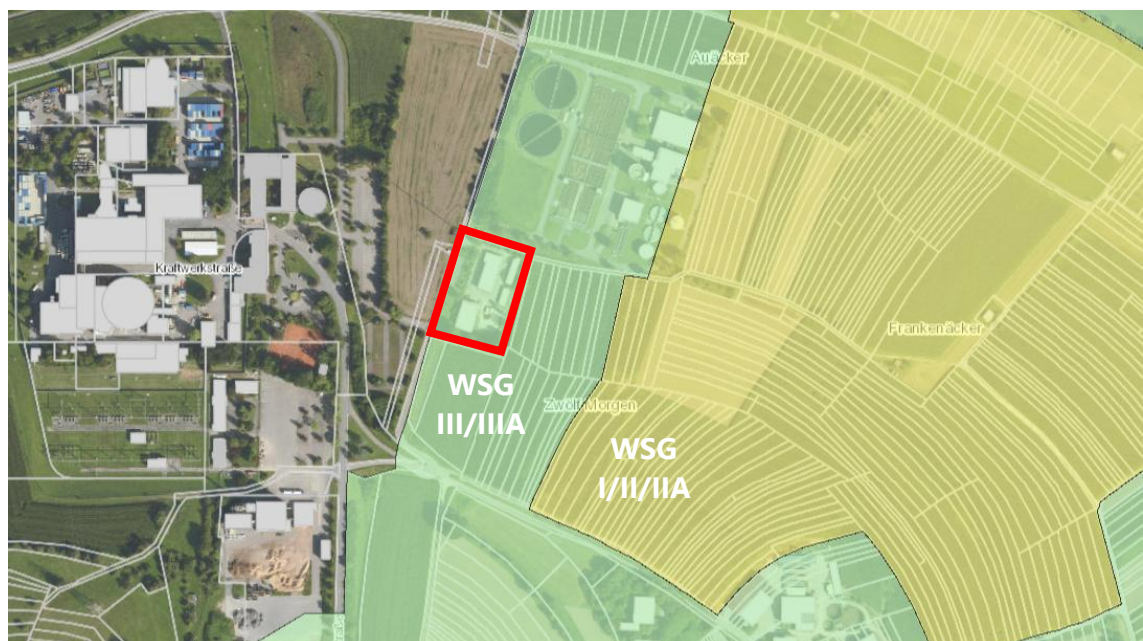 Auäcker
Kraftwerkstraße
Frankenäcker
WSG
III/IIIA
Zwölf Morgen
WSG
I/II/IIA